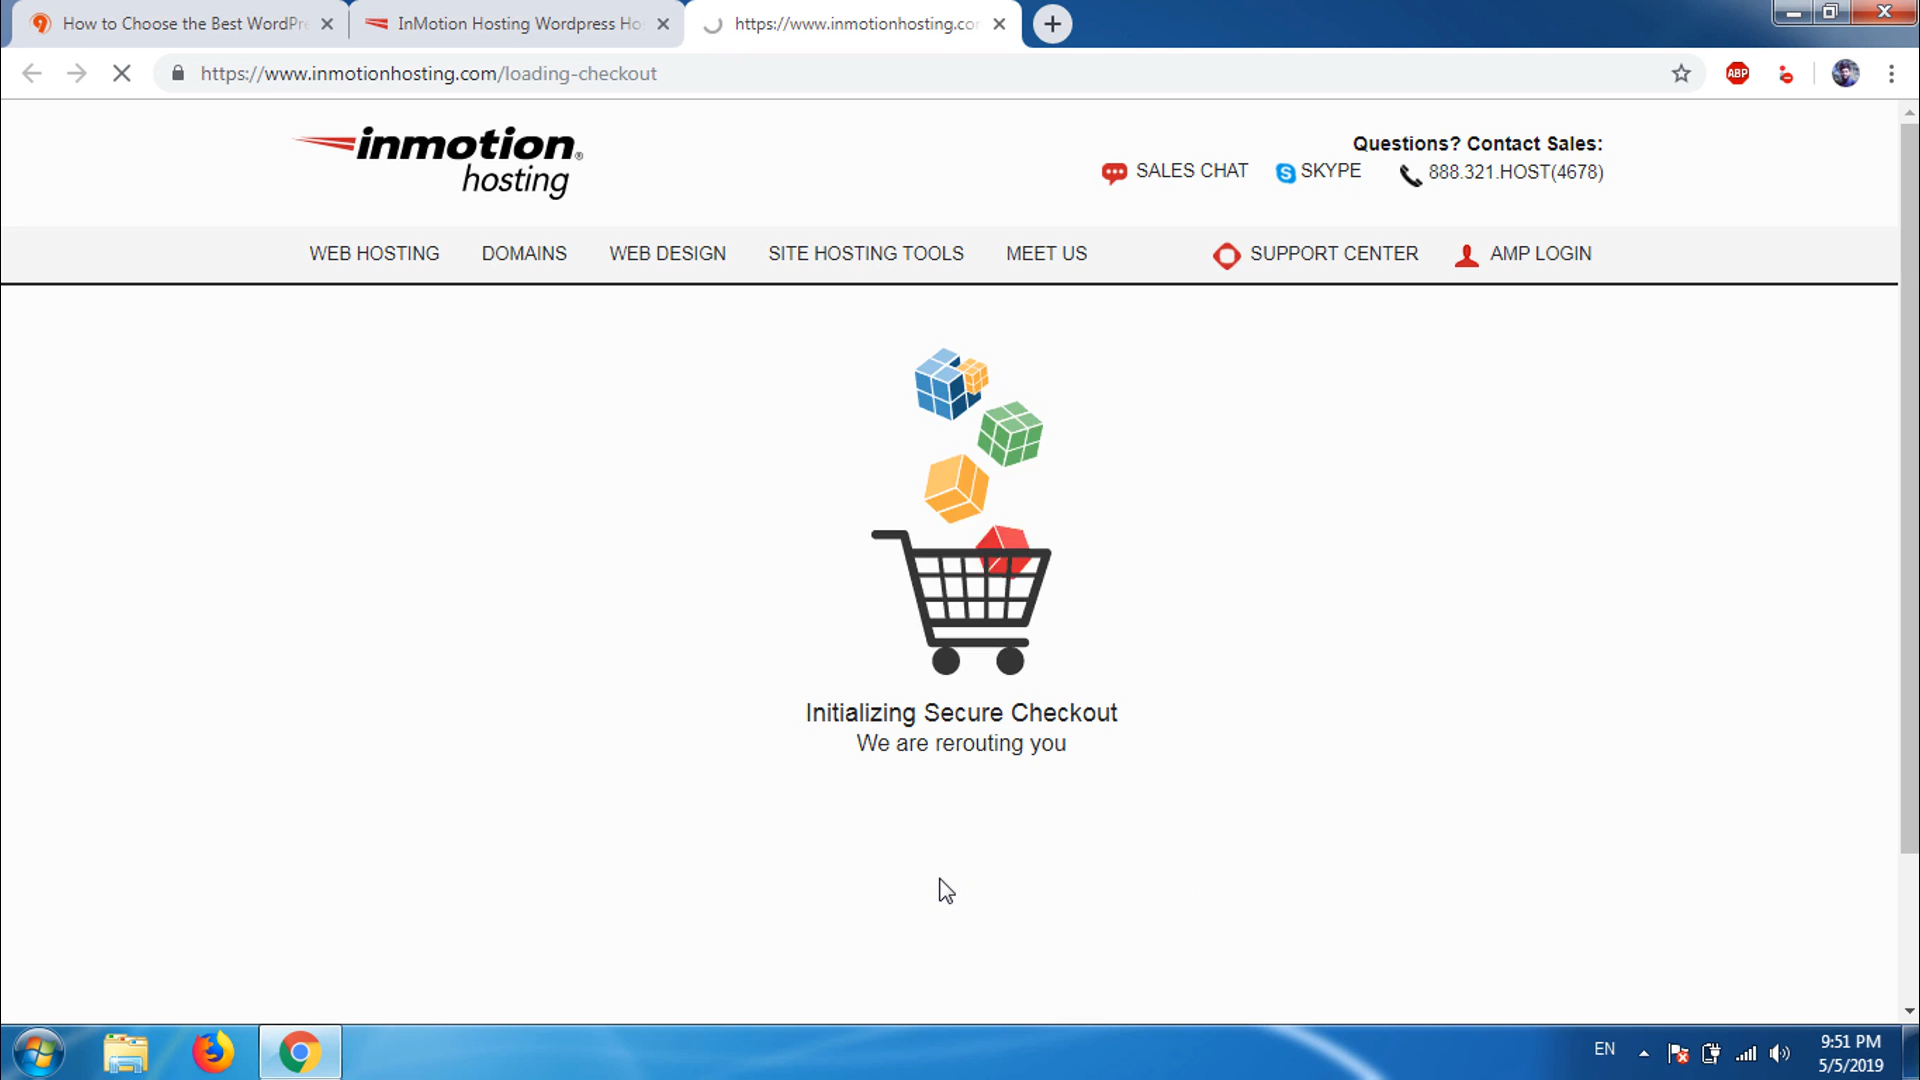 How to Choose the Best WordPre
InMotion Hosting Wordpress Ho
https://www.inmotionhosting.co
https://www.inmotionhosting.com/loading-checkout
ABP
inmotion®
hosting
Questions? Contact Sales:
SALES CHAT SKYPE 888.321.HOST(4678)
WEB HOSTING DOMAINS WEB DESIGN SITE HOSTING TOOLS MEET US SUPPORT CENTER AMP LOGIN
Initializing Secure Checkout
We are rerouting you
EN
9:51 PM
5/5/2019